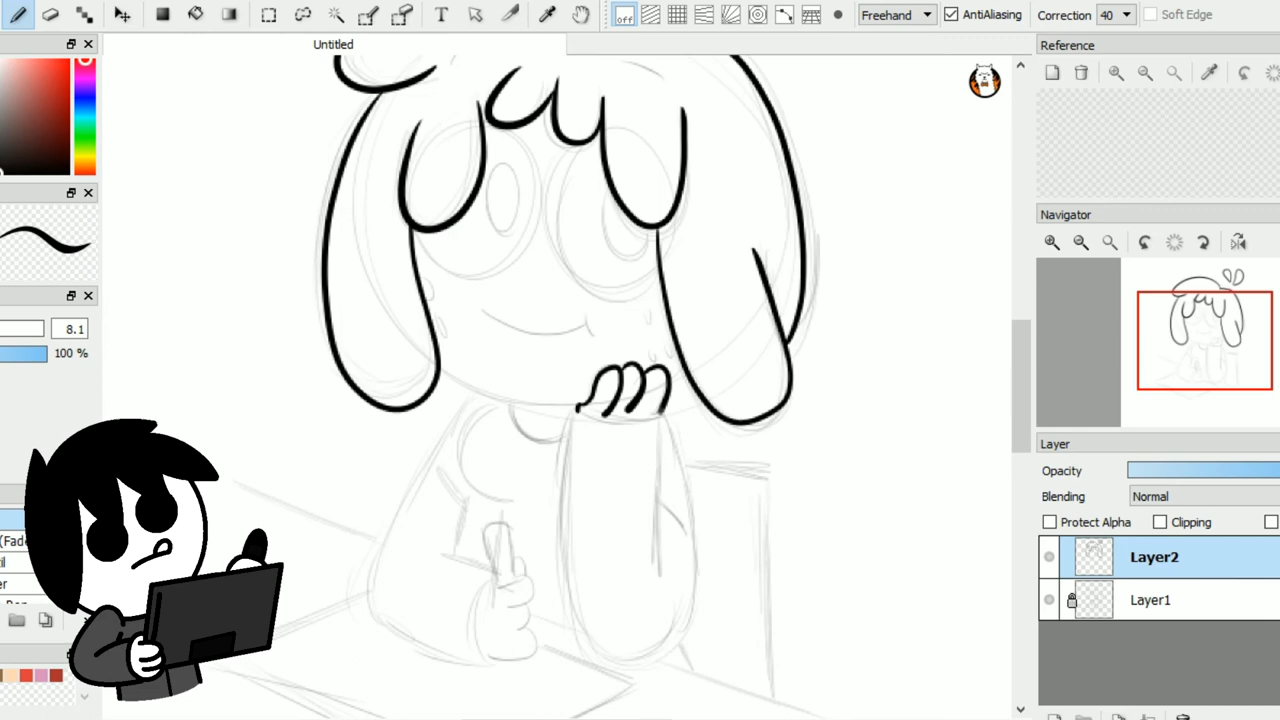 off
Freehand
AntiAliasing
Correction
40
Soft Edge
Untitled
Reference
Navigator
8.1
100 %
Layer
Opacity
Blending
Normal
Protect Alpha
Clipping
Layer2
Layer1